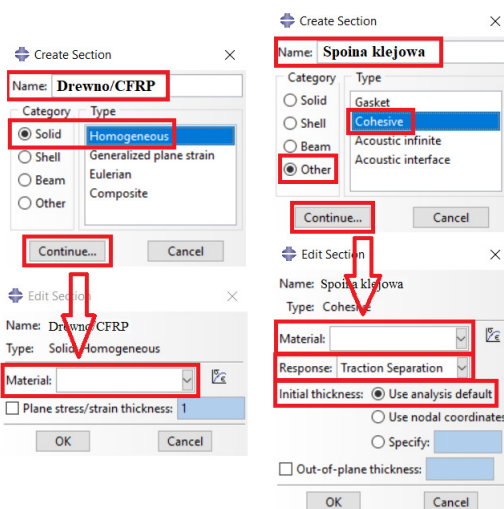 Create Section
Name: Drewno/CFRP
Category Type
Solid
Shell
Beam
Other
Homogeneous
Generalized plane strain
Eulerian
Composite
Continue...
Cancel
Edit Section
Name: Drewno/CFRP
Type: Solid, Homogeneous
Material:
Plane stress/strain thickness: 1
OK
Cancel
Create Section
Name: Spoina klejowa
Category Type
Solid
Shell
Beam
Other
Gasket
Cohesive
Acoustic infinite
Acoustic interface
Continue...
Cancel
Edit Section
Name: Spoina klejowa
Type: Cohesive
Material:
Response: Traction Separation
Initial thickness: Use analysis default
Use nodal coordinates
Specify:
Out-of-plane thickness:
OK
Cancel